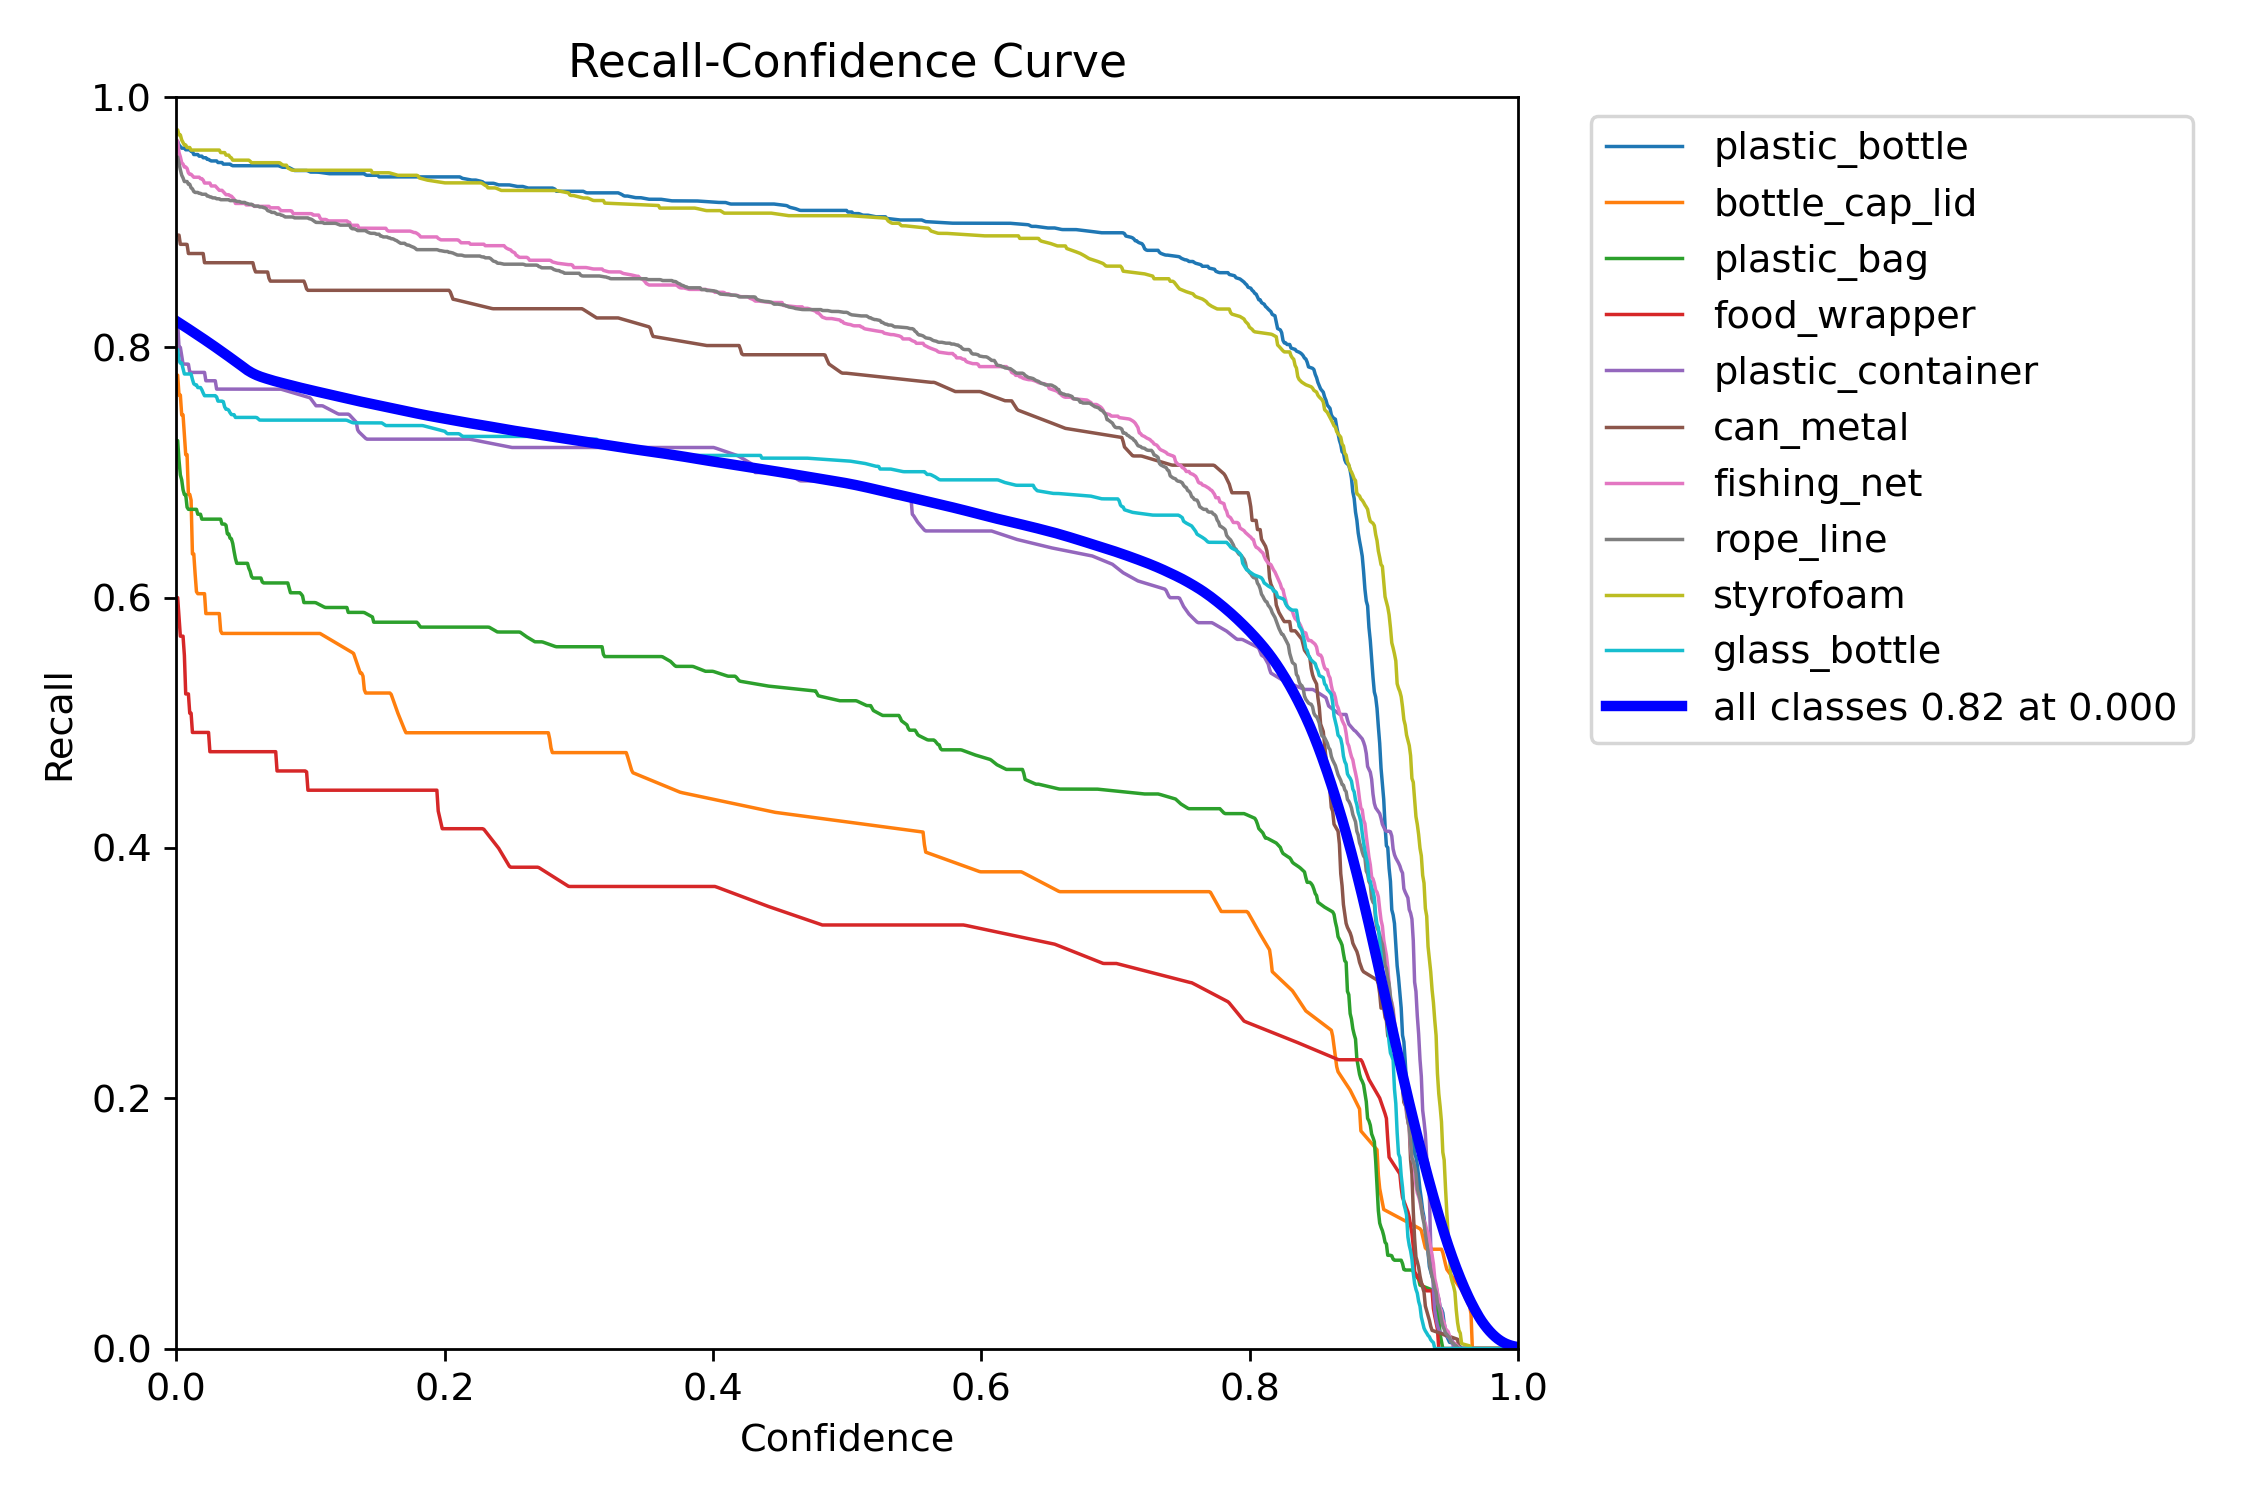 Recall-Confidence Curve
1.0
0.8
0.6
0.4
0.2
0.0
Recall
0.0 0.2 0.4 0.6 0.8 1.0
Confidence
plastic_bottle
bottle_cap_lid
plastic_bag
food_wrapper
plastic_container
can_metal
fishing_net
rope_line
styrofoam
glass_bottle
all classes 0.82 at 0.000